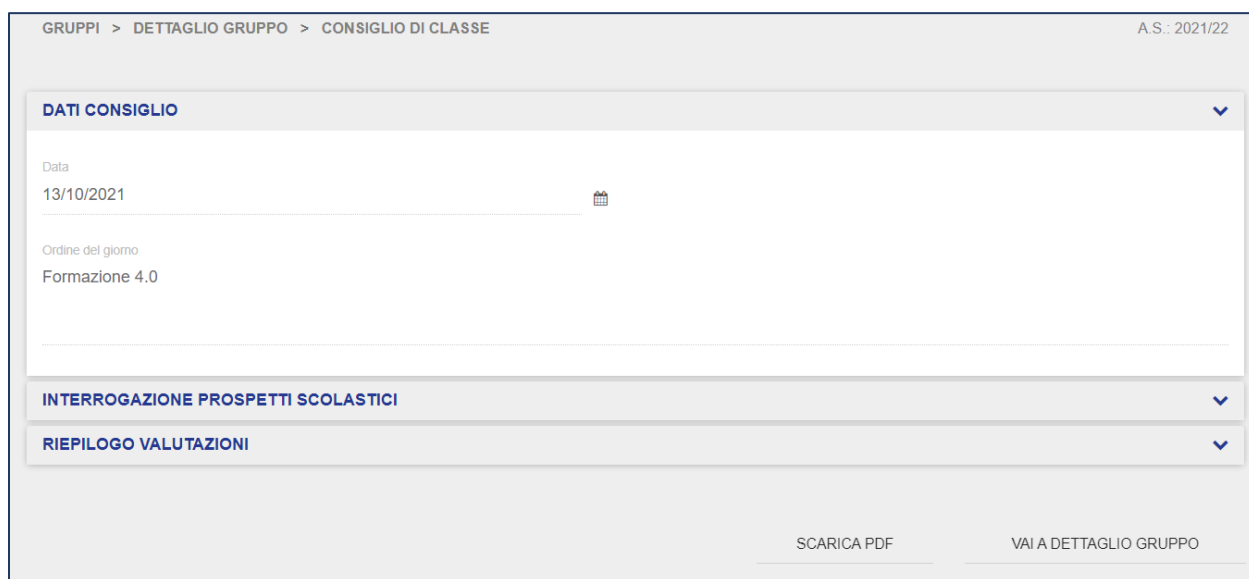 GRUPPI > DETTAGLIO GRUPPO > CONSIGLIO DI CLASSE A.S.: 2021/22
DATI CONSIGLIO
Data
13/10/2021
Ordine del giorno
Formazione 4.0
INTERROGAZIONE PROSPETTI SCOLASTICI
RIEPILOGO VALUTAZIONI
SCARICA PDF VAI A DETTAGLIO GRUPPO